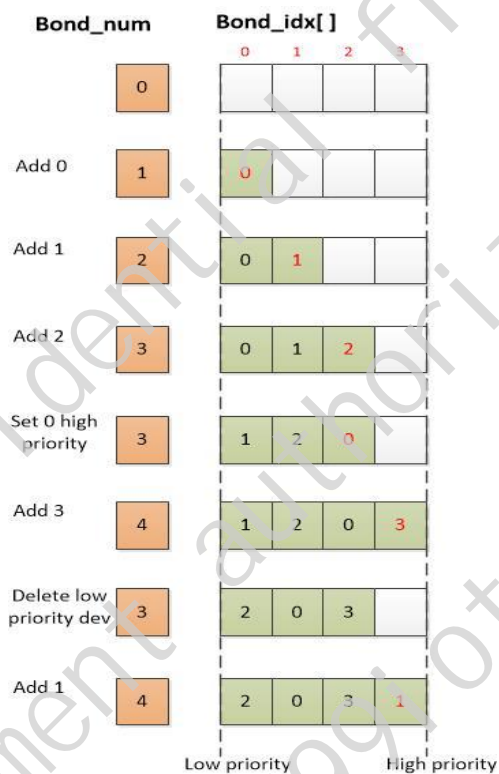 Bond_num Bond_idx[ ]
0 1 2 3
0
Add 0 1 0
Add 1 2 0 1
Add 2 3 0 1 2
Set 0 high
priority 3 1 2 0
Add 3 4 1 2 0 3
Delete low
priority dev 3 2 0 3
Add 1 4 2 0 3 1
Low priority High priority